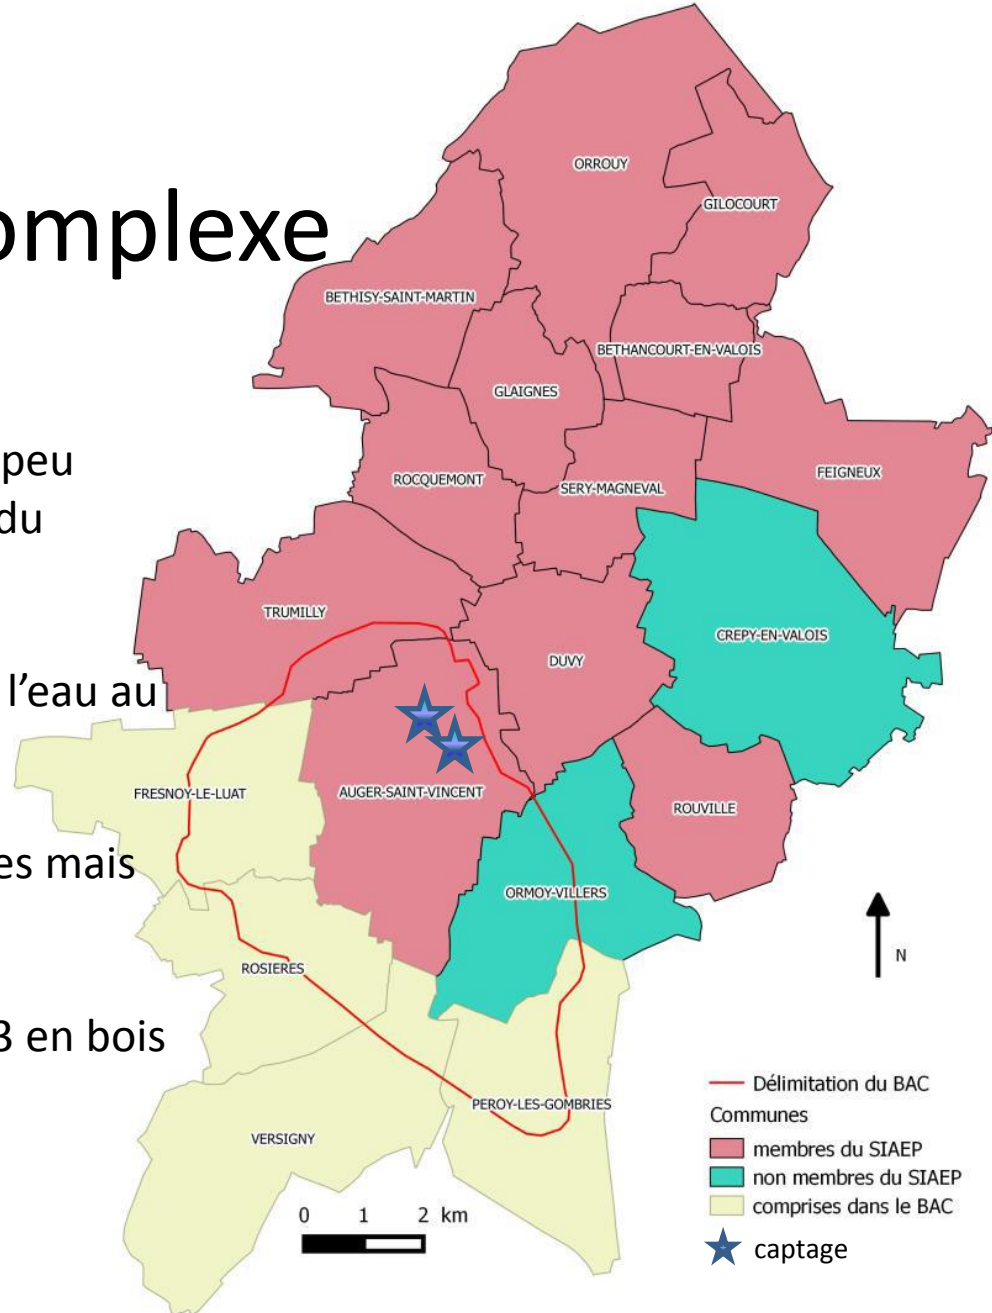 omplexe
peu
du
l’eau au
es mais
en bois
ORROUY
GILOCOURT
BETHISY-SAINT-MARTIN
BETHANCOURT-EN-VALOIS
GLAIGNES
FEIGNEUX
ROCQUEMONT
SERY-MAGNEVAL
TRUMILLY
CREPY-EN-VALOIS
DUVY
FRESNOY-LE-LUAT
AUGER-SAINT-VINCENT
ROUVILLE
ORMOY-VILLERS
ROSIERES
PEROY-LES-GOMBRIES
VERSIGNY
N
0 1 2 km
Délimitation du BAC
Communes
membres du SIAEP
non membres du SIAEP
comprises dans le BAC
captage